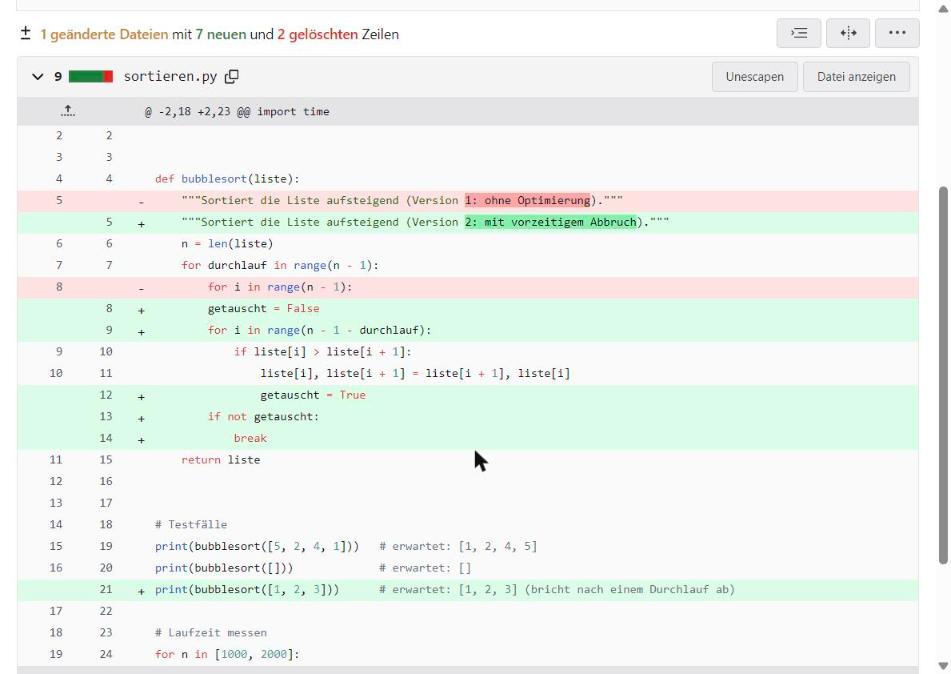 ± 1 geänderte Dateien mit 7 neuen und 2 gelöschten Zeilen
9 sortieren.py Unescapen Datei anzeigen
@ -2,18 +2,23 @@ import time
2 2
3 3
4 4 def bubblesort(liste):
5 - """Sortiert die Liste aufsteigend (Version 1: ohne Optimierung)."""
5 + """Sortiert die Liste aufsteigend (Version 2: mit vorzeitigem Abbruch)."""
6 6 n = len(liste)
7 7 for durchlauf in range(n - 1):
8 - for i in range(n - 1):
8 + getauscht = False
9 + for i in range(n - 1 - durchlauf):
9 10 if liste[i] > liste[i + 1]:
10 11 liste[i], liste[i + 1] = liste[i + 1], liste[i]
12 + getauscht = True
13 + if not getauscht:
14 + break
11 15 return liste
12 16
13 17
14 18 # Testfälle
15 19 print(bubblesort([5, 2, 4, 1])) # erwartet: [1, 2, 4, 5]
16 20 print(bubblesort([])) # erwartet: []
21 + print(bubblesort([1, 2, 3])) # erwartet: [1, 2, 3] (bricht nach einem Durchlauf ab)
17 22
18 23 # Laufzeit messen
19 24 for n in [1000, 2000]: